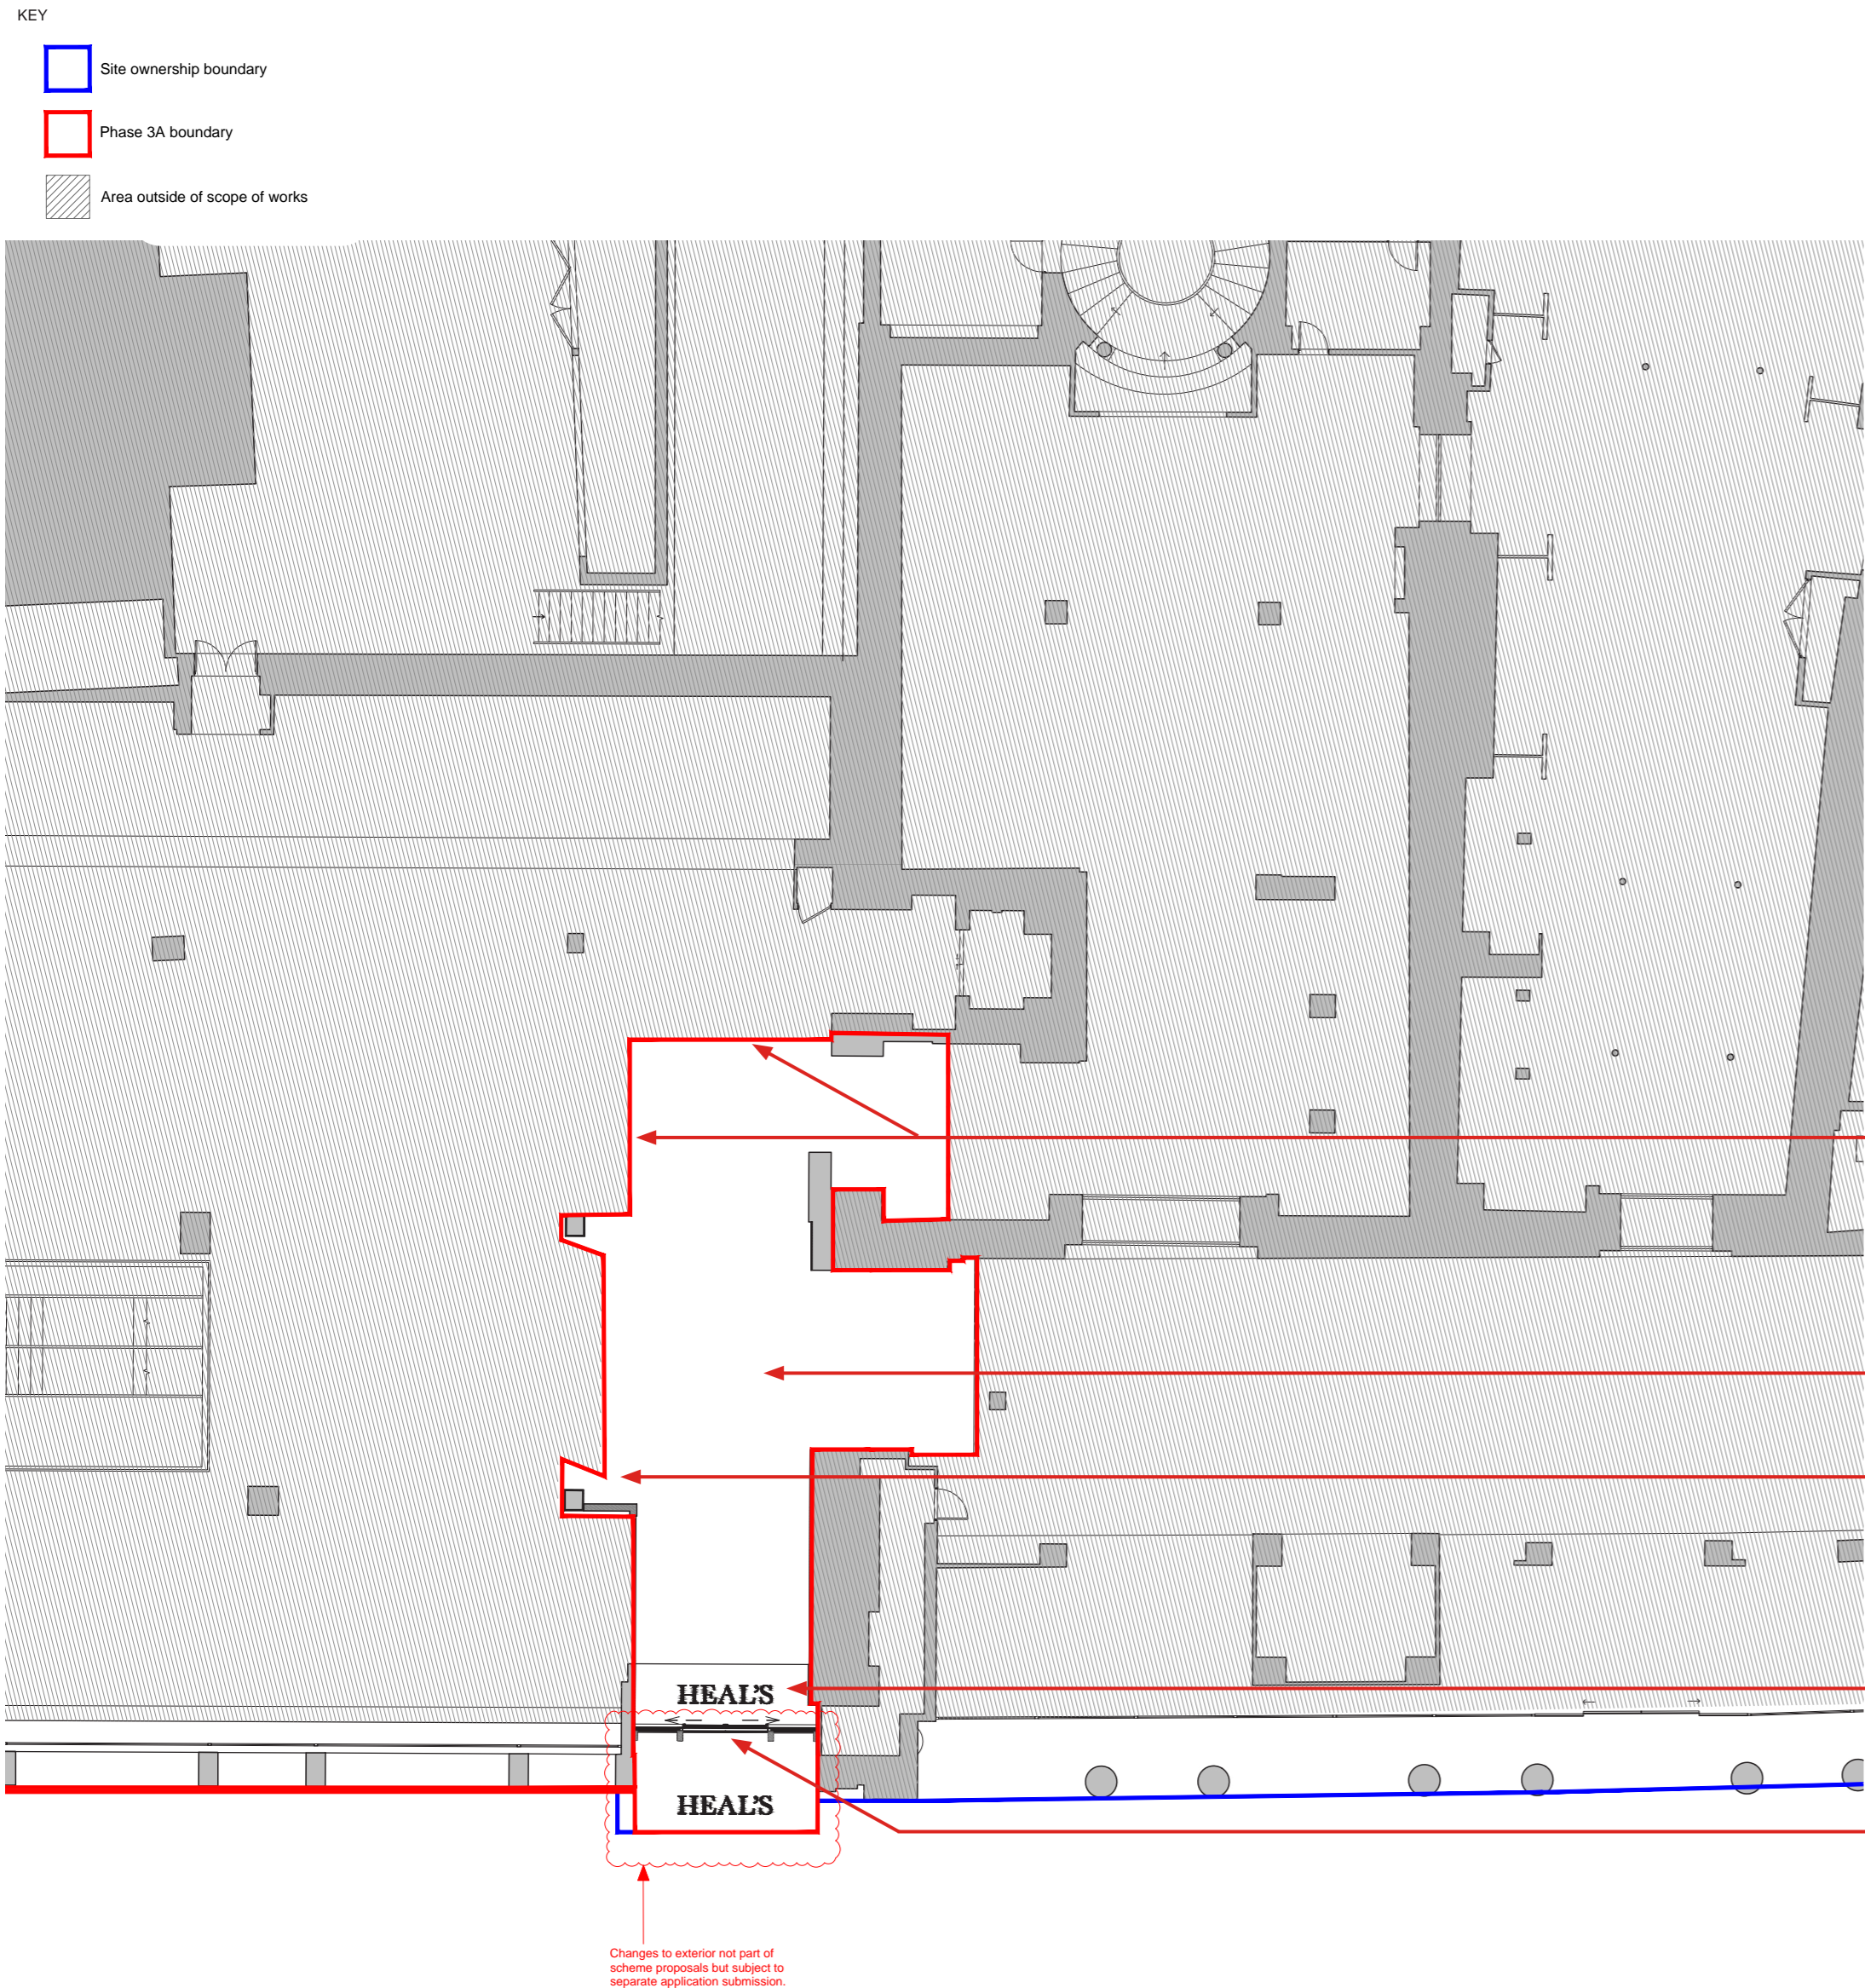 KEY
Site ownership boundary
Phase 3A boundary
Area outside of scope of works
HEAL'S
HEAL'S
Changes to exterior not part of
scheme proposals but subject to
separate application submission.